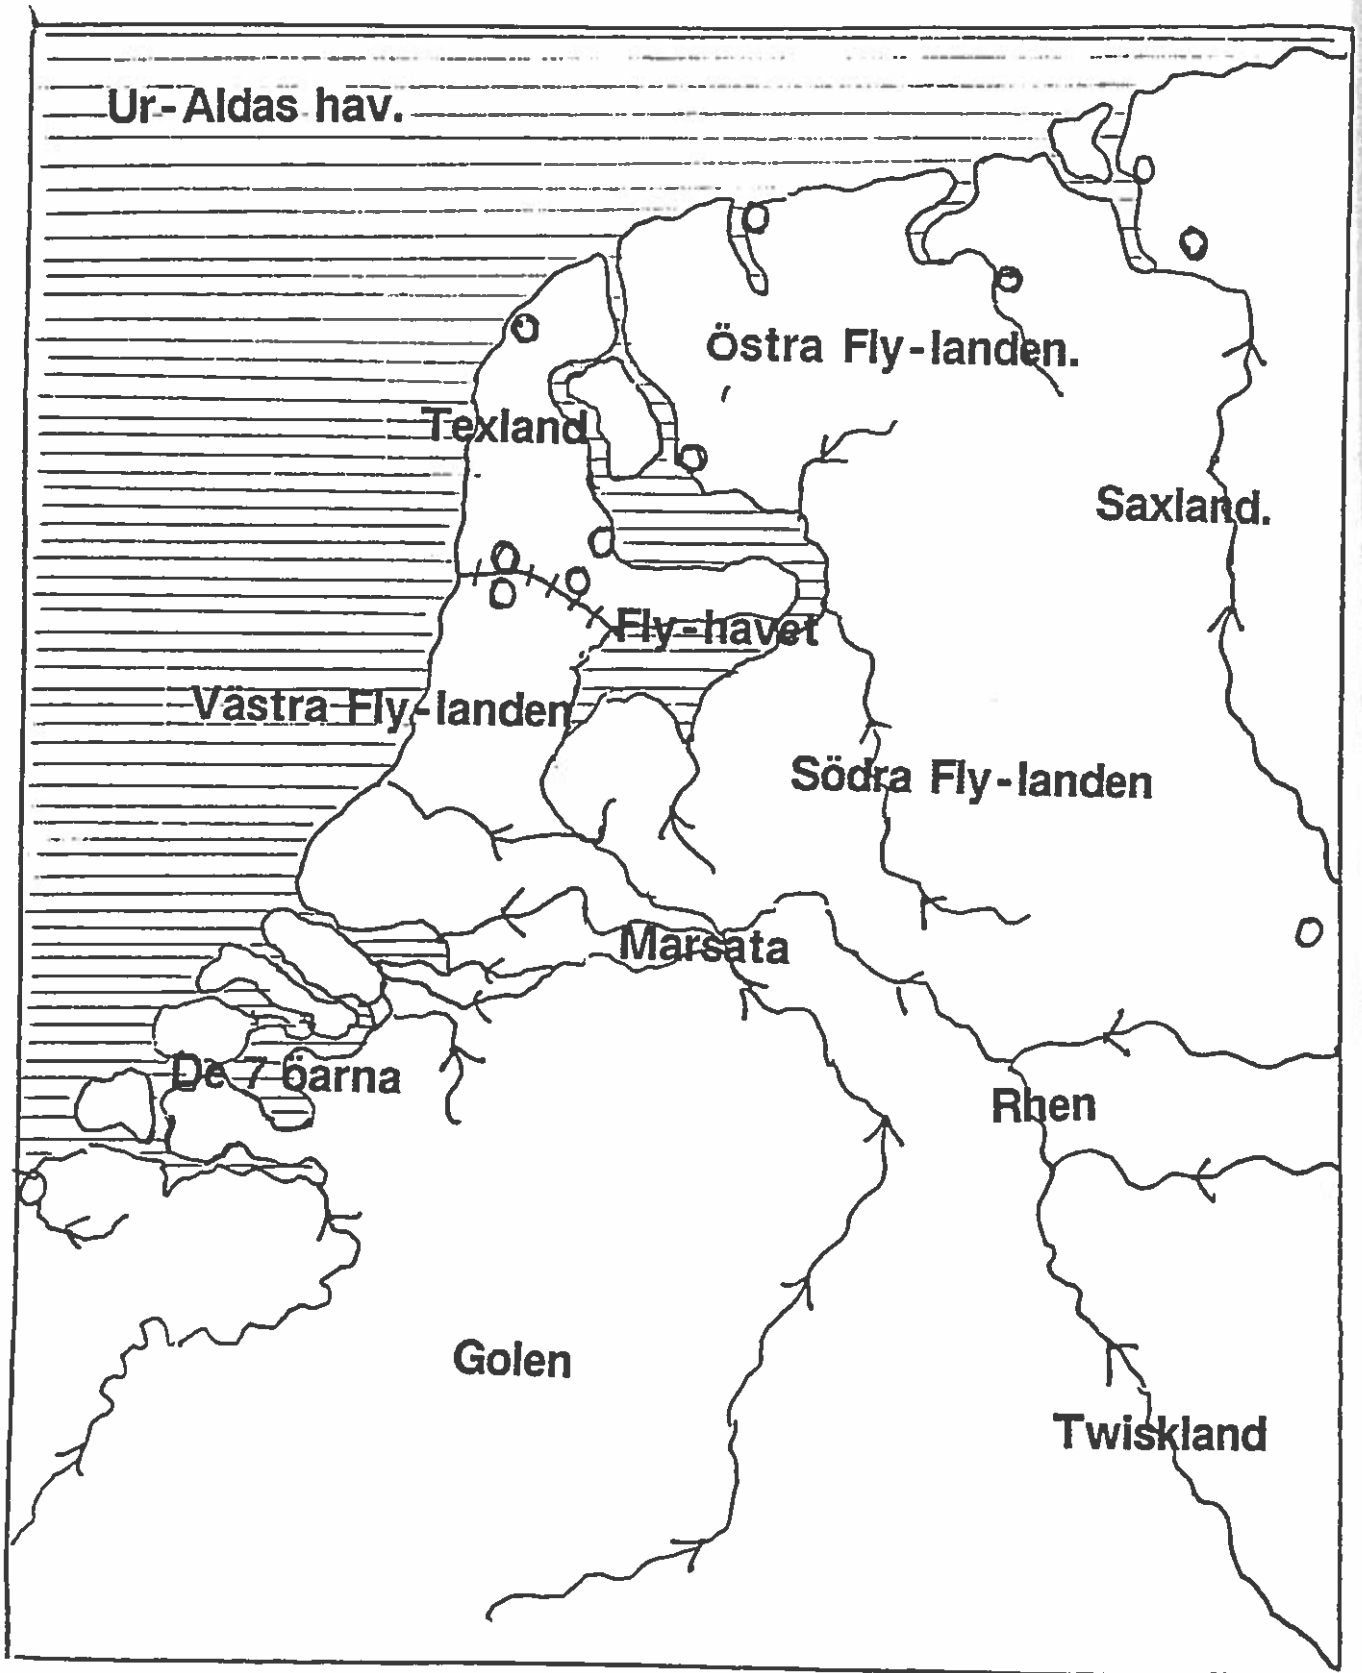 Ur-Aldas hav.
Östra Fly-landen.
Texland
Saxland.
Fly-havet
Västra Fly-landen
Södra Fly-landen
Marsata
De 7 öarna
Rhen
Golen
Twiskland